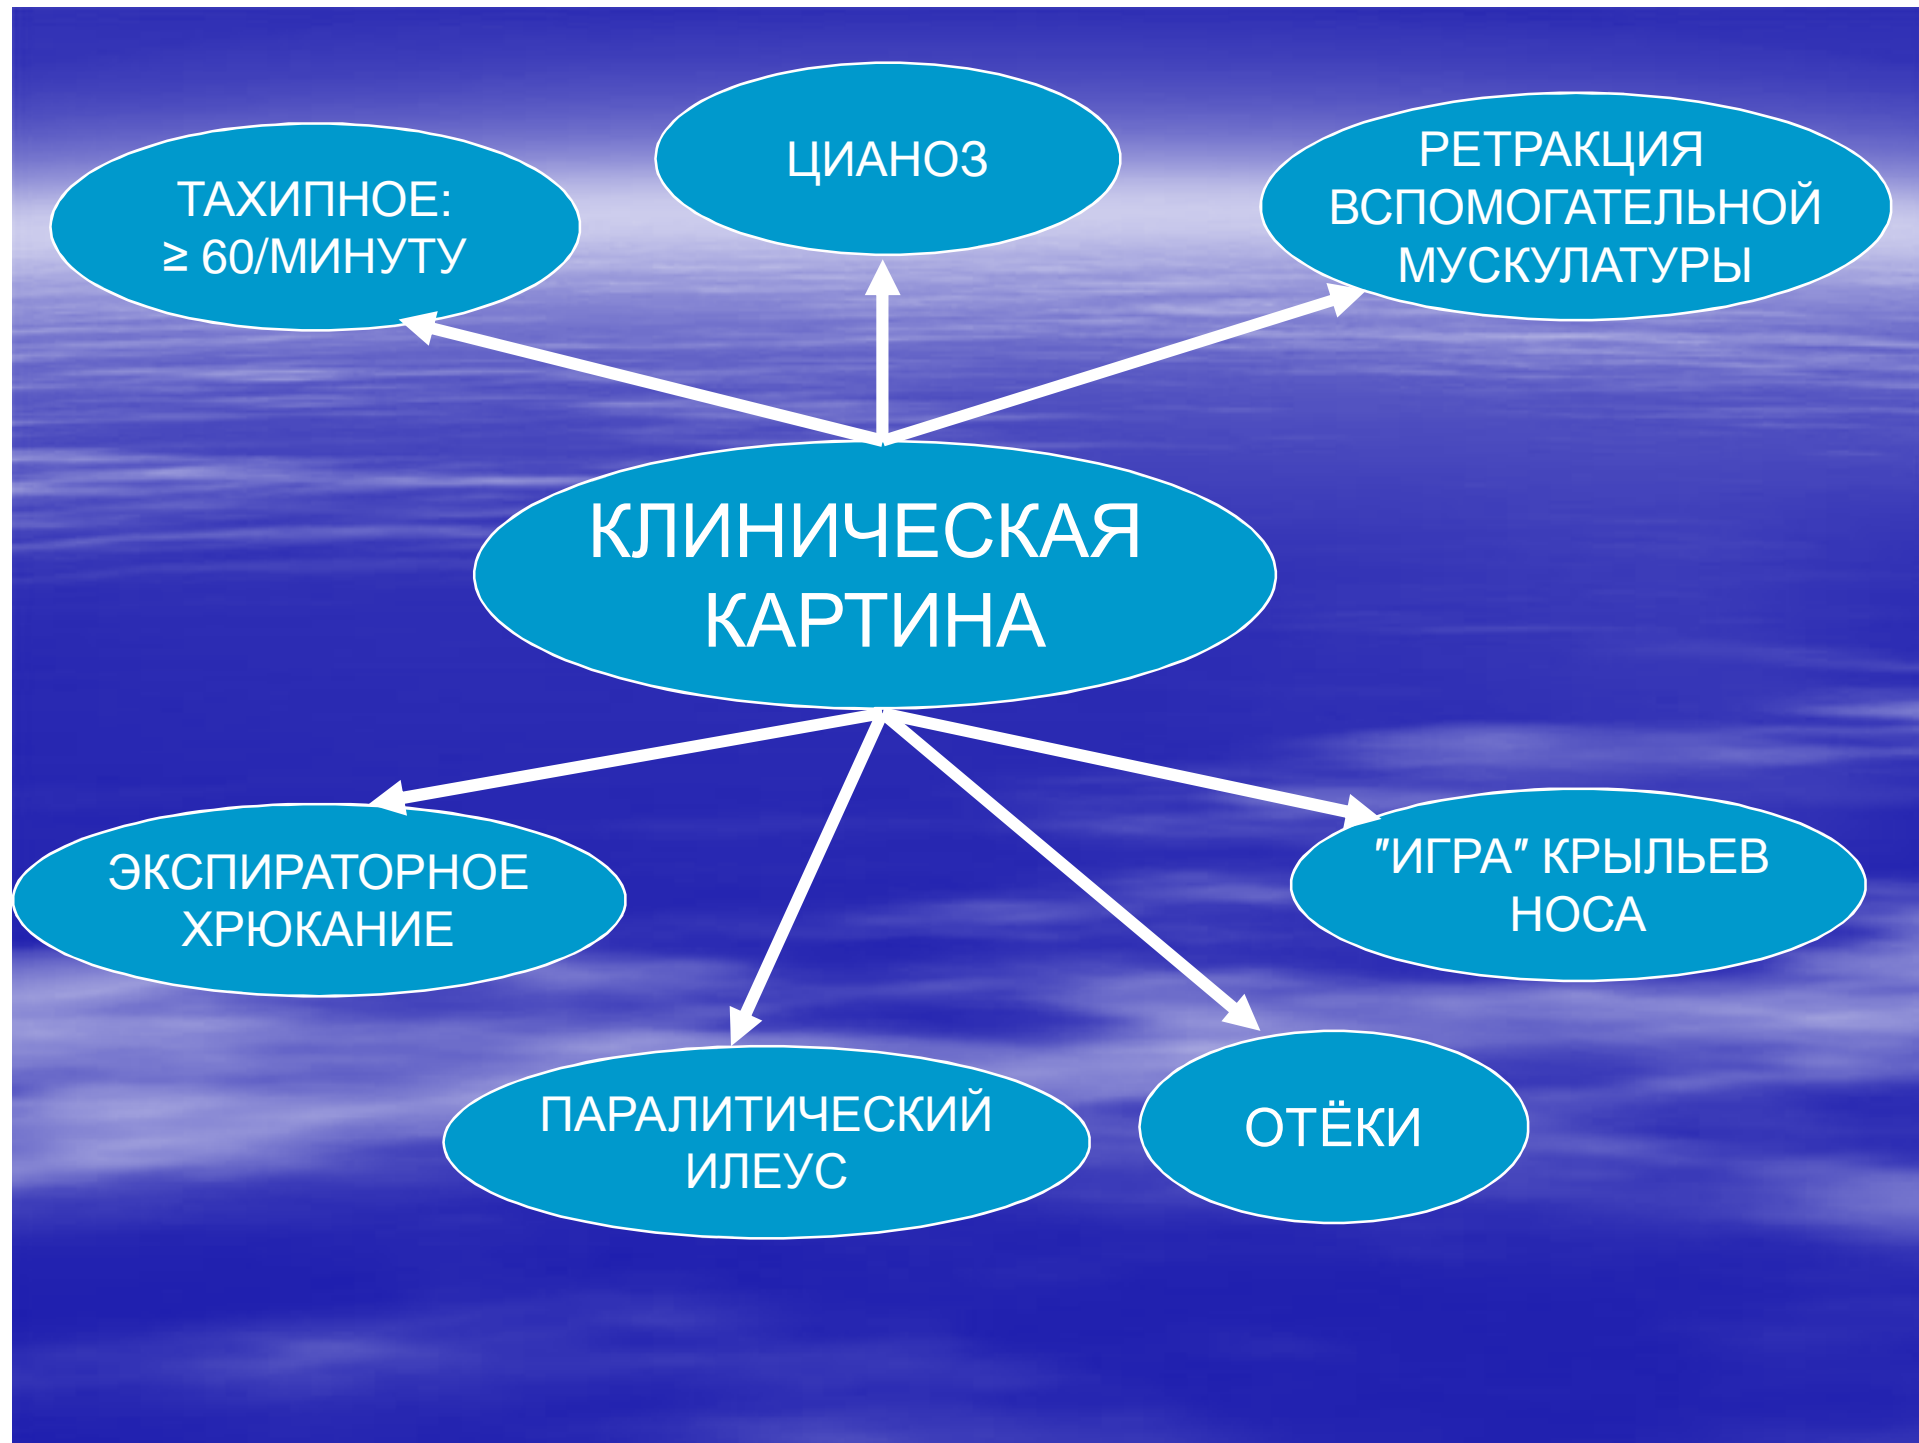 ЦИАНОЗ
ТАХИПНОЕ:
≥ 60/МИНУТУ
РЕТРАКЦИЯ
ВСПОМОГАТЕЛЬНОЙ
МУСКУЛАТУРЫ
КЛИНИЧЕСКАЯ
КАРТИНА
ЭКСПИРАТОРНОЕ
ХРЮКАНИЕ
"ИГРА" КРЫЛЬЕВ
НОСА
ПАРАЛИТИЧЕСКИЙ
ИЛЕУС
ОТЁКИ